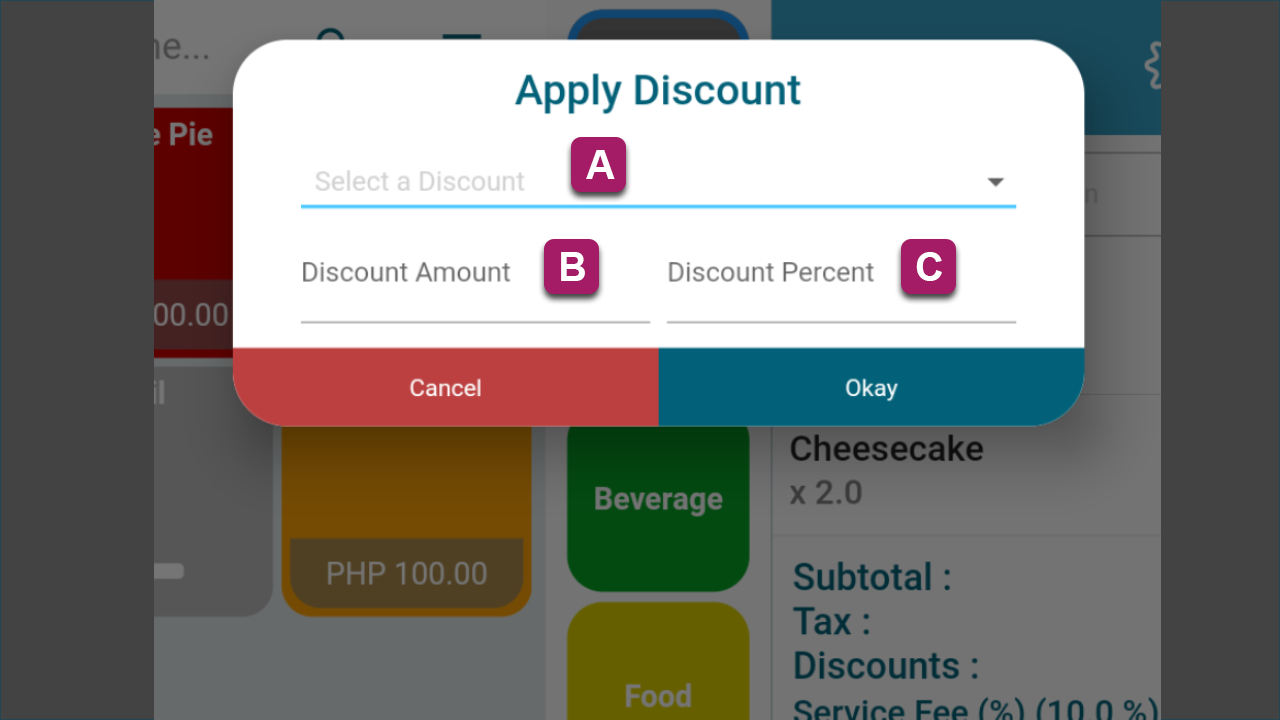 ne...
Apply Discount
e Pie
A
Select a Discount
n
B
C
Discount Amount
Discount Percent
00.00
Cancel
Okay
il
Cheesecake
x 2.0
Beverage
PHP 100.00
Subtotal :
Tax :
Discounts :
Food
Service Fee (%) (10.0 %)